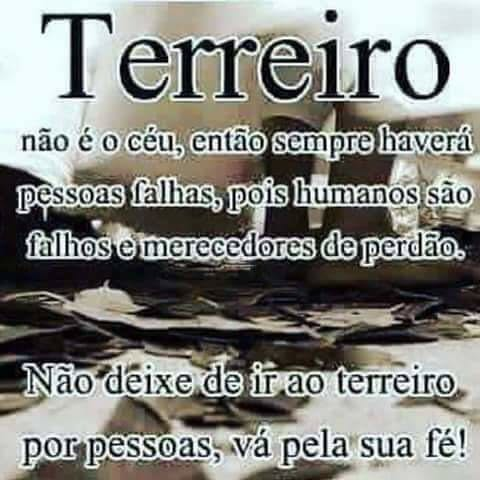 Terreiro
não é o céu, então sempre haverá
pessoas falhas, pois humanos são
falhos e merecedores de perdão.
Não deixe de ir ao terreiro
por pessoas, vá pela sua fé!